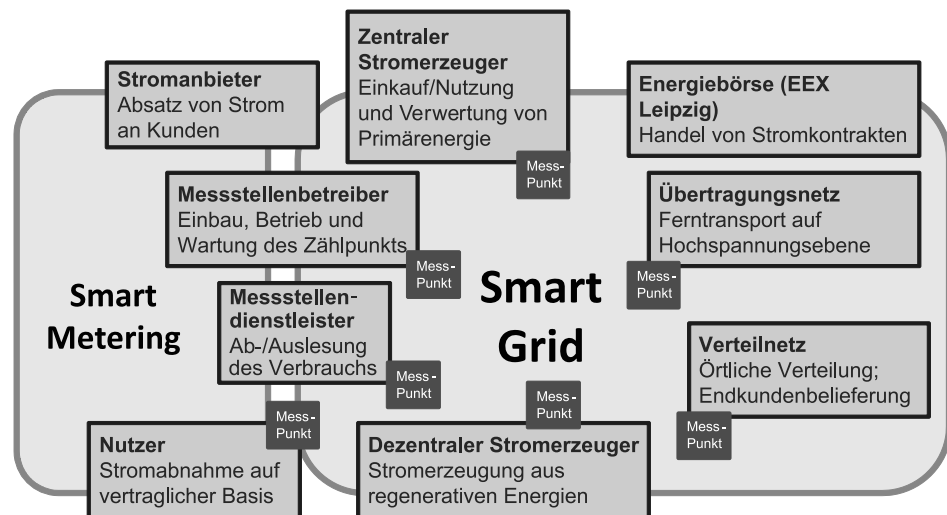 Zentraler
Stromerzeuger
Einkauf/Nutzung
und Verwertung von
Primärenergie
Mess-
Punkt
Stromanbieter
Absatz von Strom
an Kunden
Energiebörse (EEX
Leipzig)
Handel von Stromkontrakten
Messstellenbetreiber
Einbau, Betrieb und
Wartung des Zählpunkts
Mess-
Punkt
Übertragungsnetz
Ferntransport auf
Hochspannungsebene
Mess-
Punkt
Smart
Metering
Messstellen-
dienstleister
Ab-/Auslesung
des Verbrauchs
Mess-
Punkt
Smart
Grid
Verteilnetz
Örtliche Verteilung;
Endkundenbelieferung
Mess-
Punkt
Mess-
Punkt
Nutzer
Stromabnahme auf
vertraglicher Basis
Mess-
Punkt
Dezentraler Stromerzeuger
Stromerzeugung aus
regenerativen Energien